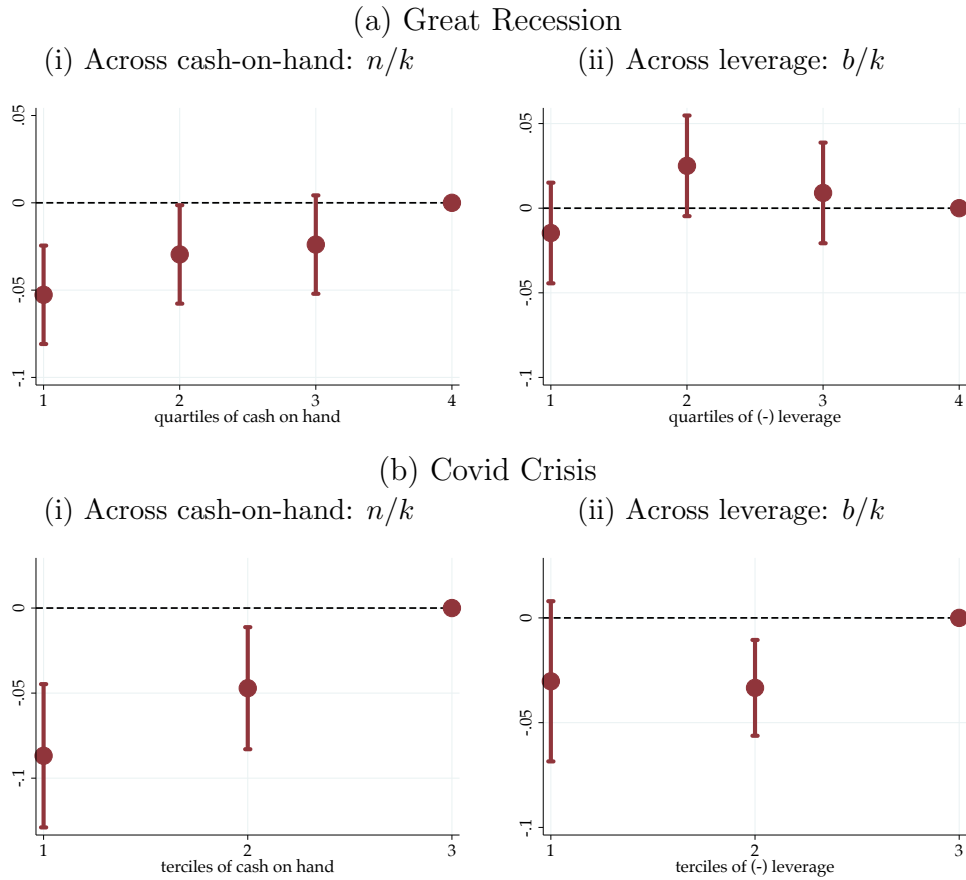 (a) Great Recession
(i) Across cash-on-hand: n/k
(ii) Across leverage: b/k
.05
0
-.05
-.1
1 2 3 4
quartiles of cash on hand
.05
0
-.05
-.1
1 2 3 4
quartiles of (-) leverage
(b) Covid Crisis
(i) Across cash-on-hand: n/k
(ii) Across leverage: b/k
0
-.05
-.1
1 2 3
terciles of cash on hand
0
-.05
-.1
1 2 3
terciles of (-) leverage